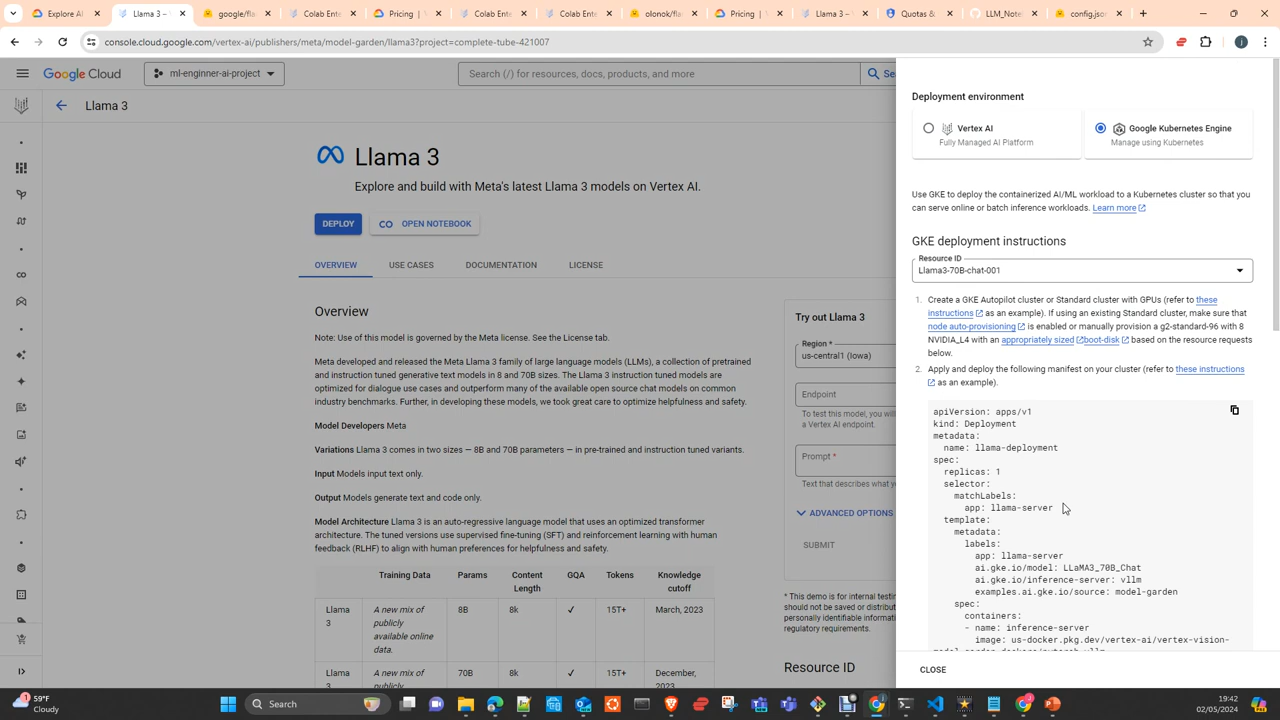 Explore AI
Llama 3 –
google/fla
Colab Ente
Pricing |
Colab Ente
Colab Ente
olonok/fla
Pricing |
Llama 3 –
Quotas &
LLM_Note
config.jso
console.cloud.google.com/vertex-ai/publishers/meta/model-garden/llama3?project=complete-tube-421007
Google Cloud
ml-enginner-ai-project
Search (/) for resources, docs, products, and more
Sea
Llama 3
Llama 3
Explore and build with Meta's latest Llama 3 models on Vertex AI.
DEPLOY
OPEN NOTEBOOK
OVERVIEW
USE CASES
DOCUMENTATION
LICENSE
Overview
Note: Use of this model is governed by the Meta license. See the License tab.
Meta developed and released the Meta Llama 3 family of large language models (LLMs), a collection of pretrained
and instruction tuned generative text models in 8 and 70B sizes. The Llama 3 instruction tuned models are
optimized for dialogue use cases and outperform many of the available open source chat models on common
industry benchmarks. Further, in developing these models, we took great care to optimize helpfulness and safety.
Model Developers Meta
Variations Llama 3 comes in two sizes — 8B and 70B parameters — in pre-trained and instruction tuned variants.
Input Models input text only.
Output Models generate text and code only.
Model Architecture Llama 3 is an auto-regressive language model that uses an optimized transformer
architecture. The tuned versions use supervised fine-tuning (SFT) and reinforcement learning with human
feedback (RLHF) to align with human preferences for helpfulness and safety.
Training Data
Params
Content Length
GQA
Tokens
Knowledge cutoff
Llama 3
A new mix of publicly available online data.
8B
8k
✓
15T+
March, 2023
Llama 3
A new mix of publicly
70B
8k
✓
15T+
December, 2023
Try out Llama 3
Region *
us-central1 (Iowa)
Endpoint
To test this model, you will
a Vertex AI endpoint.
Prompt *
Text that describes what y
ADVANCED OPTIONS
SUBMIT
* This demo is for internal testin
should not be saved or distribut
personally identifiable informati
regulatory requirements.
Resource ID
Deployment environment
Vertex AI
Fully Managed AI Platform
Google Kubernetes Engine
Manage using Kubernetes
Use GKE to deploy the containerized AI/ML workload to a Kubernetes cluster so that you
can serve online or batch inference workloads. Learn more
GKE deployment instructions
Resource ID
Llama3-70B-chat-001
1. Create a GKE Autopilot cluster or Standard cluster with GPUs (refer to these
instructions as an example). If using an existing Standard cluster, make sure that
node auto-provisioning is enabled or manually provision a g2-standard-96 with 8
NVIDIA_L4 with an appropriately sized boot-disk based on the resource requests
below.
2. Apply and deploy the following manifest on your cluster (refer to these instructions
as an example).
apiVersion: apps/v1
kind: Deployment
metadata:
name: llama-deployment
spec:
replicas: 1
selector:
matchLabels:
app: llama-server
template:
metadata:
labels:
app: llama-server
ai.gke.io/model: LLaMA3_70B_Chat
ai.gke.io/inference-server: vllm
examples.ai.gke.io/source: model-garden
spec:
containers:
- name: inference-server
image: us-docker.pkg.dev/vertex-ai/vertex-vision-
CLOSE
59°F
Cloudy
Search
19:42
02/05/2024